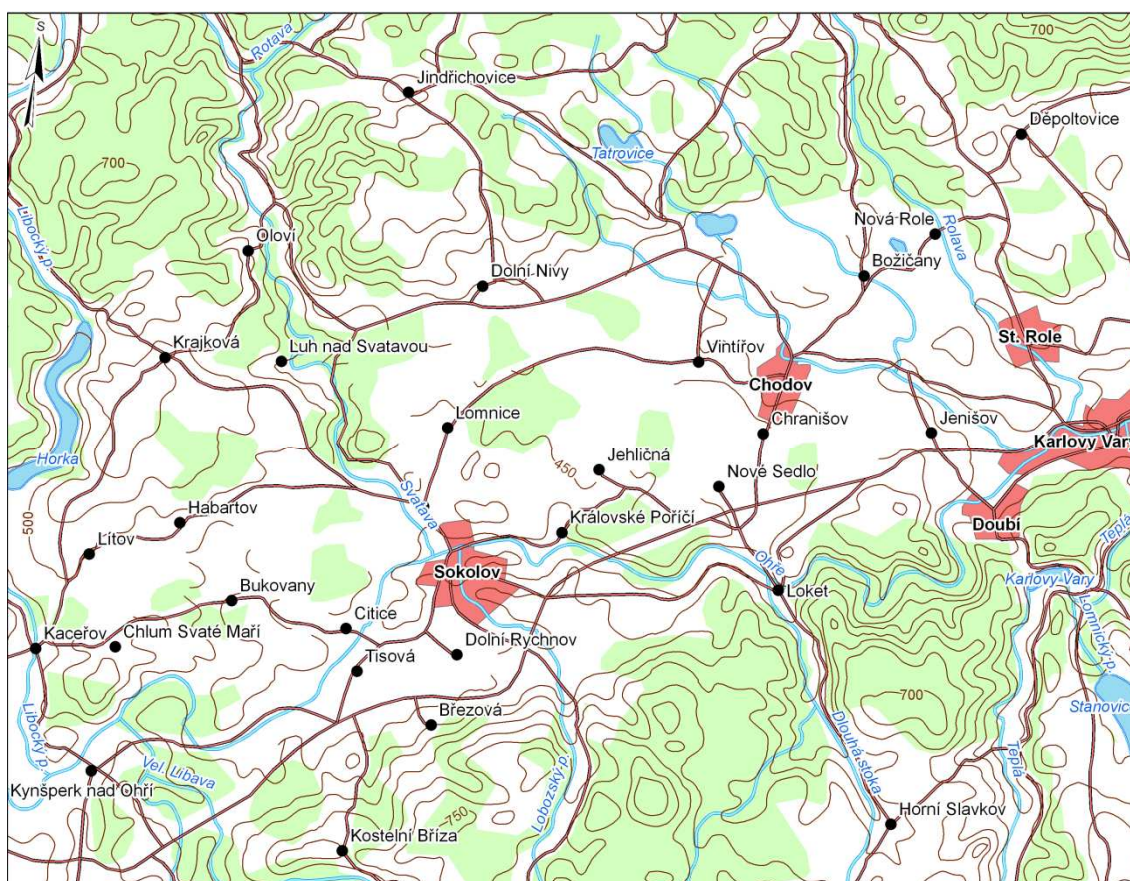 S
Rotava
700
Jindřichovice
Děpoltovice
700
Tatrovice
Libocký p.
Nová Role
Rolava
Oloví
Božičany
Dolní Nivy
St. Role
Krajková
Luh nad Svatavou
Vintířov
Chodov
Lomnice
Chranišov
Jenišov
Karlovy Vary
Horka
450
Jehličná
Svatava
Nové Sedlo
Habartov
500
Královské Poříčí
Doubí
Lítov
Teplá
Ohře
Sokolov
Karlovy Vary
Bukovany
Loket
Citice
Lomnický p.
Kaceřov
Chlum Svaté Maří
Dolní Rychnov
Tisová
700
Stanovice
Březová
Libocký p.
Dlouhá stoka
Teplá
Vel. Libava
Kynšperk nad Ohří
Lobozský p.
750
Horní Slavkov
Kostelní Bříza